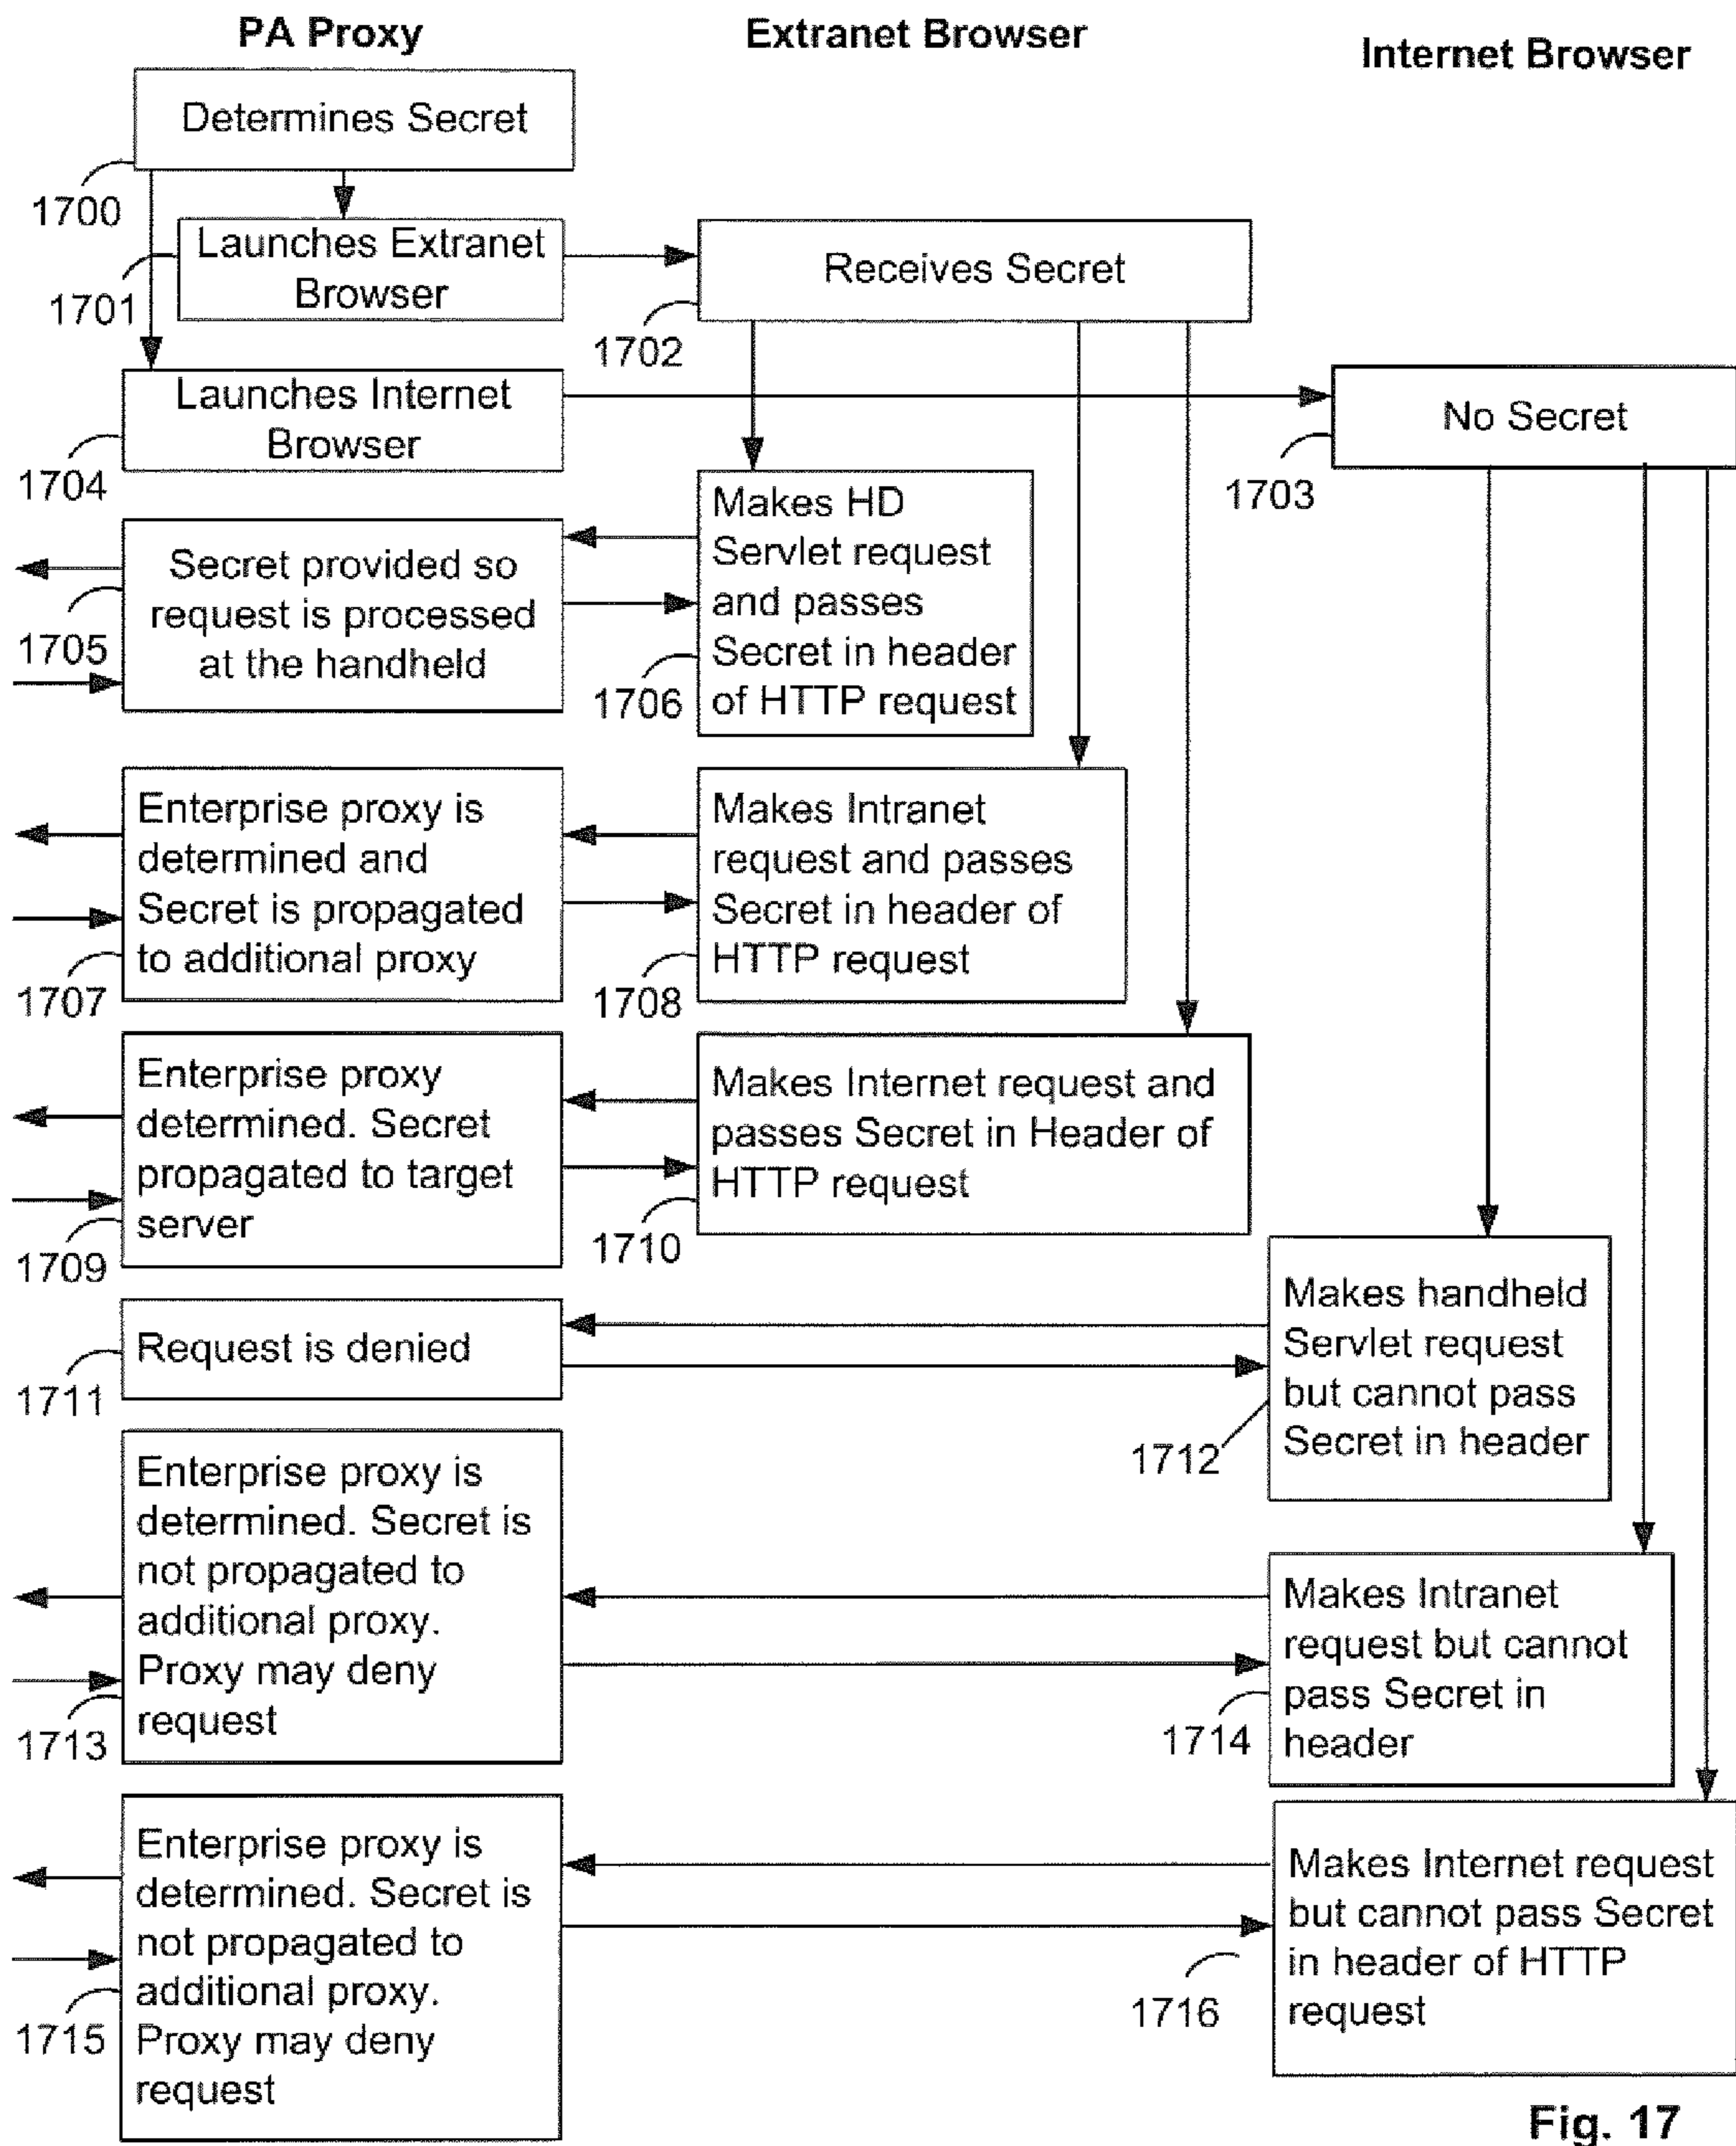 PA Proxy
Extranet Browser
Internet Browser
Determines Secret
1700
Launches Extranet
Browser
1701
Receives Secret
1702
Launches Internet
Browser
1704
No Secret
1703
Secret provided so
request is processed
at the handheld
1705
Makes HD
Servlet request
and passes
Secret in header
of HTTP request
1706
Enterprise proxy is
determined and
Secret is propagated
to additional proxy
1707
Makes Intranet
request and passes
Secret in header of
HTTP request
1708
Enterprise proxy
determined. Secret
propagated to target
server
1709
Makes Internet request and
passes Secret in Header of
HTTP request
1710
Request is denied
1711
Makes handheld
Servlet request
but cannot pass
Secret in header
1712
Enterprise proxy is
determined. Secret is
not propagated to
additional proxy.
Proxy may deny
request
1713
Makes Intranet
request but cannot
pass Secret in
header
1714
Enterprise proxy is
determined. Secret is
not propagated to
additional proxy.
Proxy may deny
request
1715
Makes Internet request
but cannot pass Secret
in header of HTTP
request
1716
Fig. 17